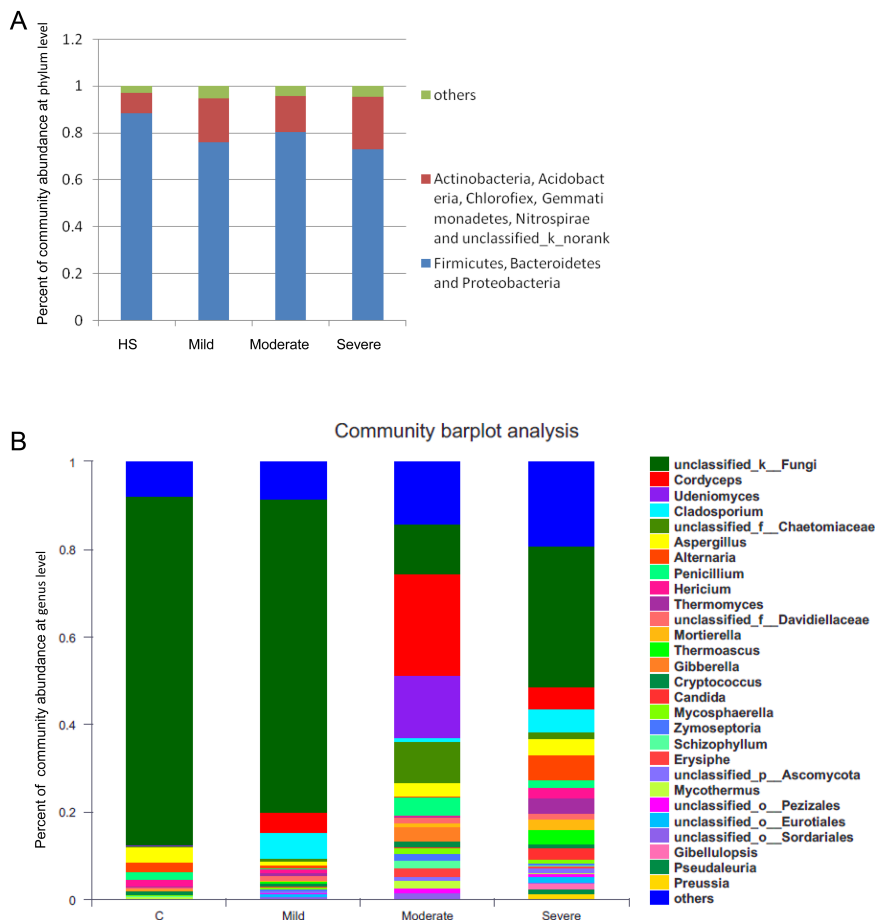 A
Percent of community abundance at phylum level
1.2
1
0.8
0.6
0.4
0.2
0
HS
Mild
Moderate
Severe
others
Actinobacteria, Acidobact
eria, Chlorofiex, Gemmati
monadetes, Nitrospirae
and unclassified_k_norank
Firmicutes, Bacteroidetes
and Proteobacteria
B
Community barplot analysis
Percent of community abundance at genus level
1
0.8
0.6
0.4
0.2
0
C
Mild
Moderate
Severe
unclassified_k__Fungi
Cordyceps
Udeniomyces
Cladosporium
unclassified_f__Chaetomiaceae
Aspergillus
Alternaria
Penicillium
Hericium
Thermomyces
unclassified_f__Davidiellaceae
Mortierella
Thermoascus
Gibberella
Cryptococcus
Candida
Mycosphaerella
Zymoseptoria
Schizophyllum
Erysiphe
unclassified_p__Ascomycota
Mycothermus
unclassified_o__Pezizales
unclassified_o__Eurotiales
unclassified_o__Sordariales
Gibellulopsis
Pseudaleuria
Preussia
others